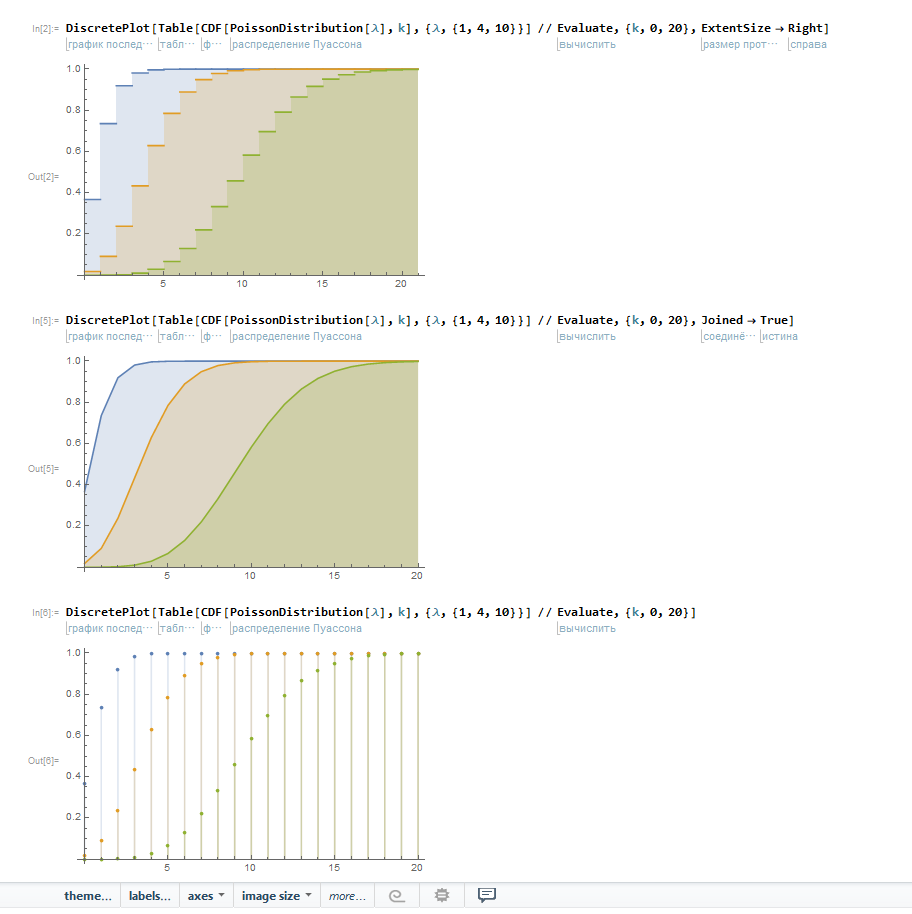 In[2]:= DiscretePlot[Table[CDF[PoissonDistribution[λ], k], {λ, {1, 4, 10}}] // Evaluate, {k, 0, 20}, ExtentSize → Right]
график послед⋯ табл⋯ ф⋯ распределение Пуассона вычислить размер прот⋯ справа
1.0
0.8
0.6
Out[2]=
0.4
0.2
5 10 15 20
In[5]:= DiscretePlot[Table[CDF[PoissonDistribution[λ], k], {λ, {1, 4, 10}}] // Evaluate, {k, 0, 20}, Joined → True]
график послед⋯ табл⋯ ф⋯ распределение Пуассона вычислить соединё⋯ истина
1.0
0.8
0.6
Out[5]=
0.4
0.2
5 10 15 20
In[6]:= DiscretePlot[Table[CDF[PoissonDistribution[λ], k], {λ, {1, 4, 10}}] // Evaluate, {k, 0, 20}]
график послед⋯ табл⋯ ф⋯ распределение Пуассона вычислить
1.0
0.8
0.6
Out[6]=
0.4
0.2
5 10 15 20
theme... labels... axes image size more...